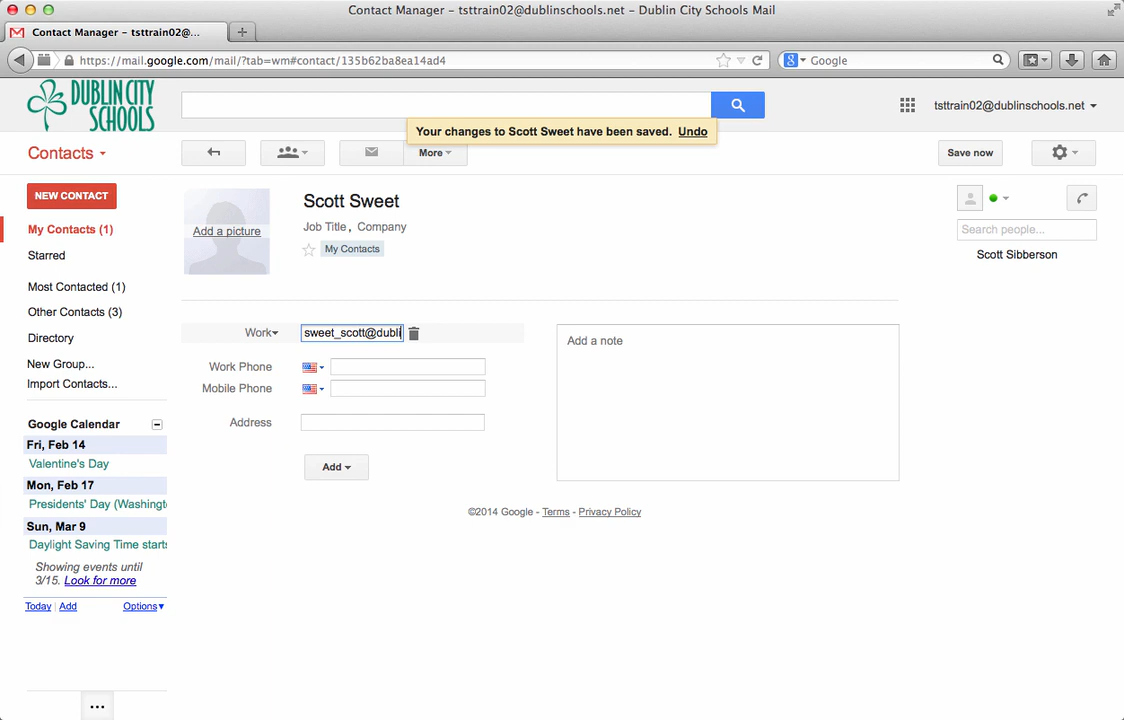 Contact Manager – tsttrain02@dublinschools.net – Dublin City Schools Mail
Contact Manager – tsttrain02@...
https://mail.google.com/mail/?tab=wm#contact/135b62ba8ea14ad4
Google
DUBLIN CITY
SCHOOLS
tsttrain02@dublinschools.net
Your changes to Scott Sweet have been saved. Undo
Contacts
More
Save now
NEW CONTACT
My Contacts (1)
Starred
Most Contacted (1)
Other Contacts (3)
Directory
New Group...
Import Contacts...
Google Calendar
Fri, Feb 14
Valentine's Day
Mon, Feb 17
Presidents' Day (Washingt
Sun, Mar 9
Daylight Saving Time starts
Showing events until
3/15. Look for more
Today Add Options
...
Add a picture
Scott Sweet
Job Title, Company
My Contacts
Work
sweet_scott@dubli
Work Phone
Mobile Phone
Address
Add
Add a note
Search people...
Scott Sibberson
©2014 Google - Terms - Privacy Policy